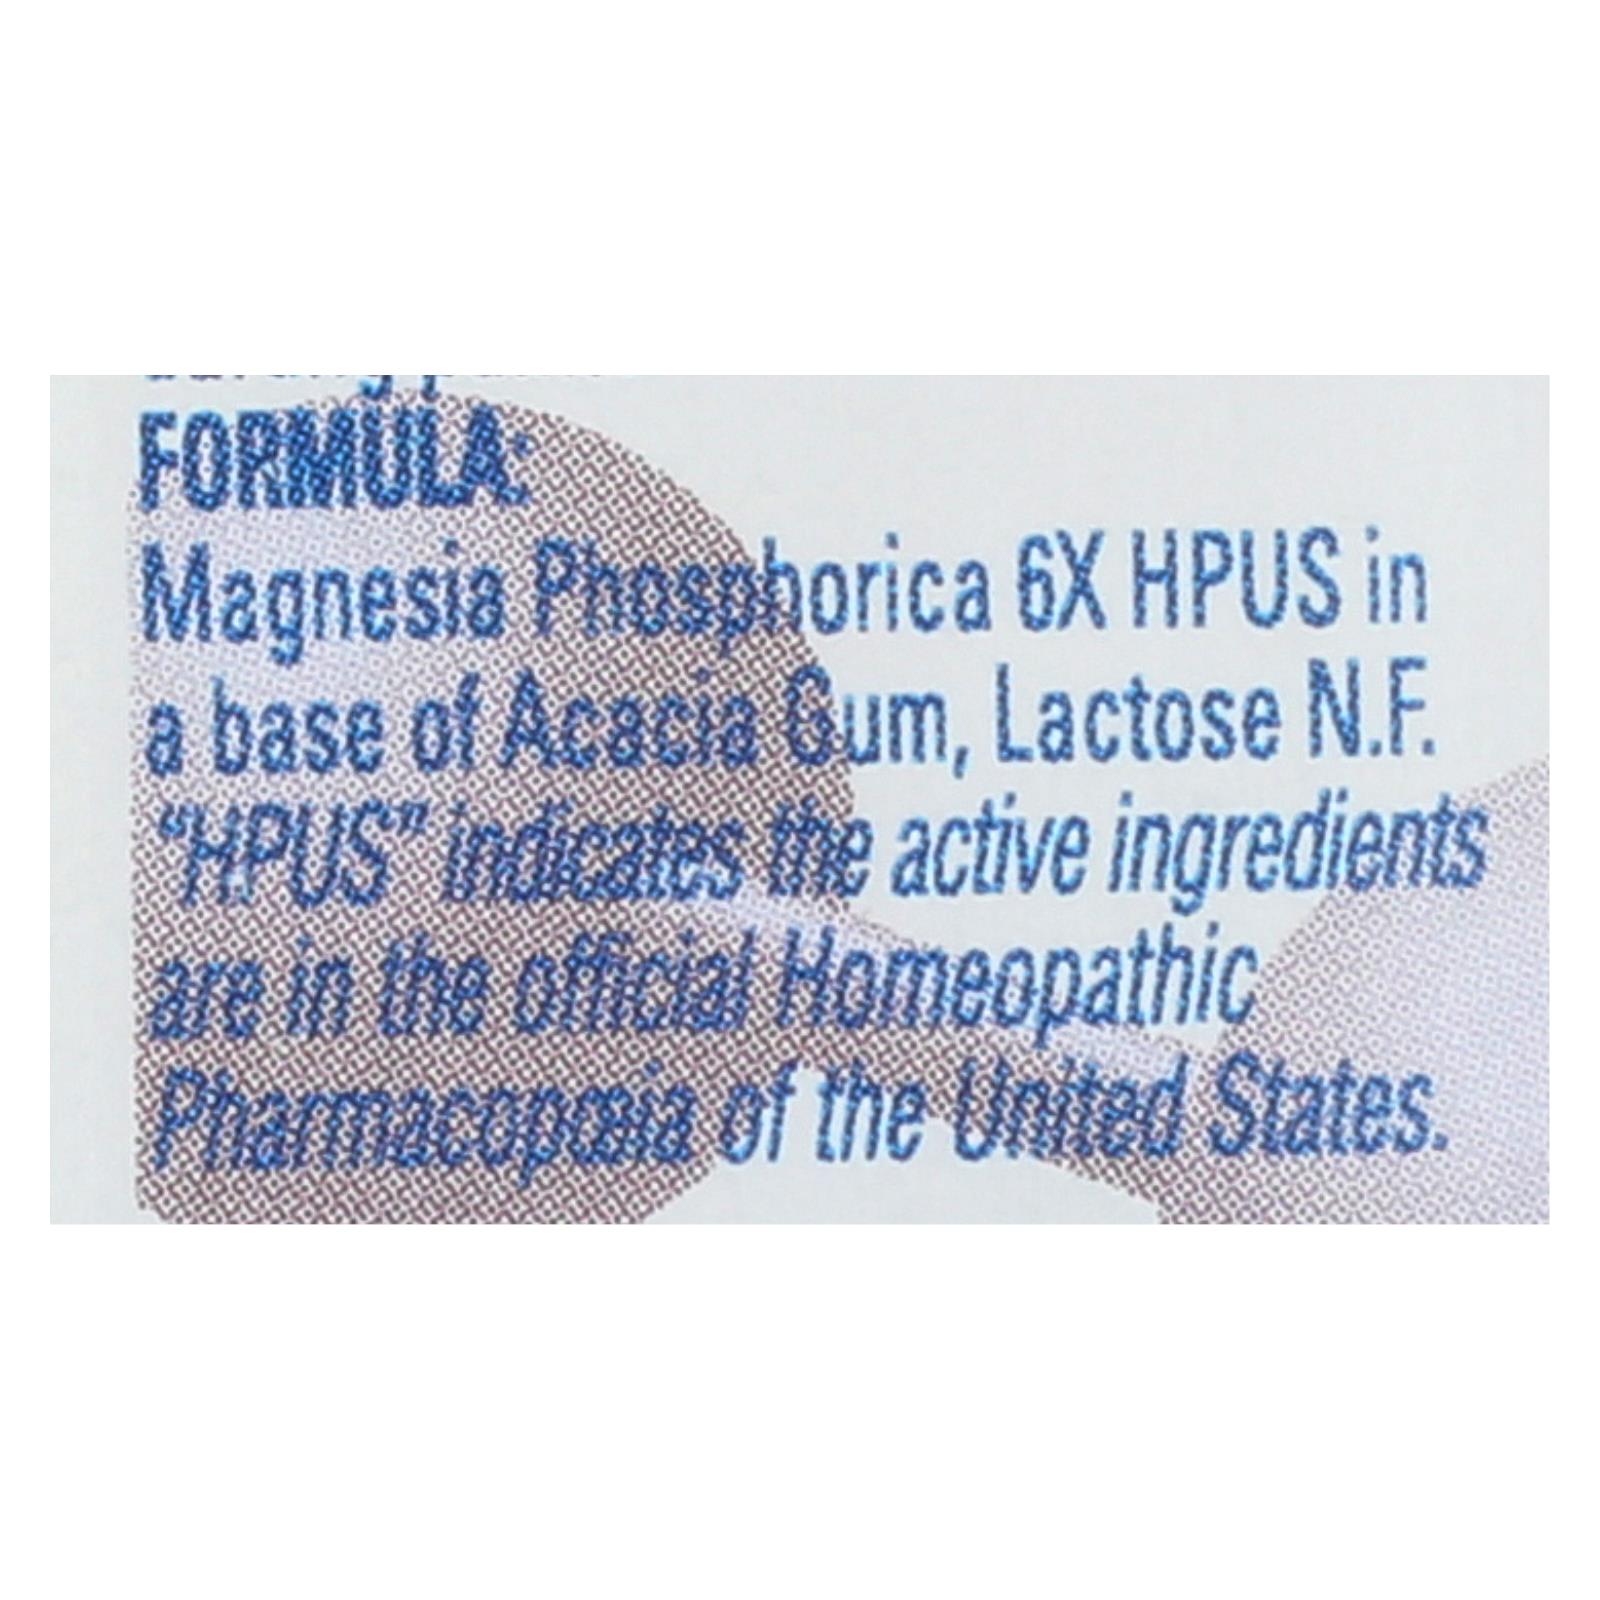 FORMULA:
Magnesia Phosphorica 6X HPUS in
a base of Acacia Gum, Lactose N.F.
"HPUS" indicates the active ingredients
are in the official Homeopathic
Pharmacopœia of the United States.